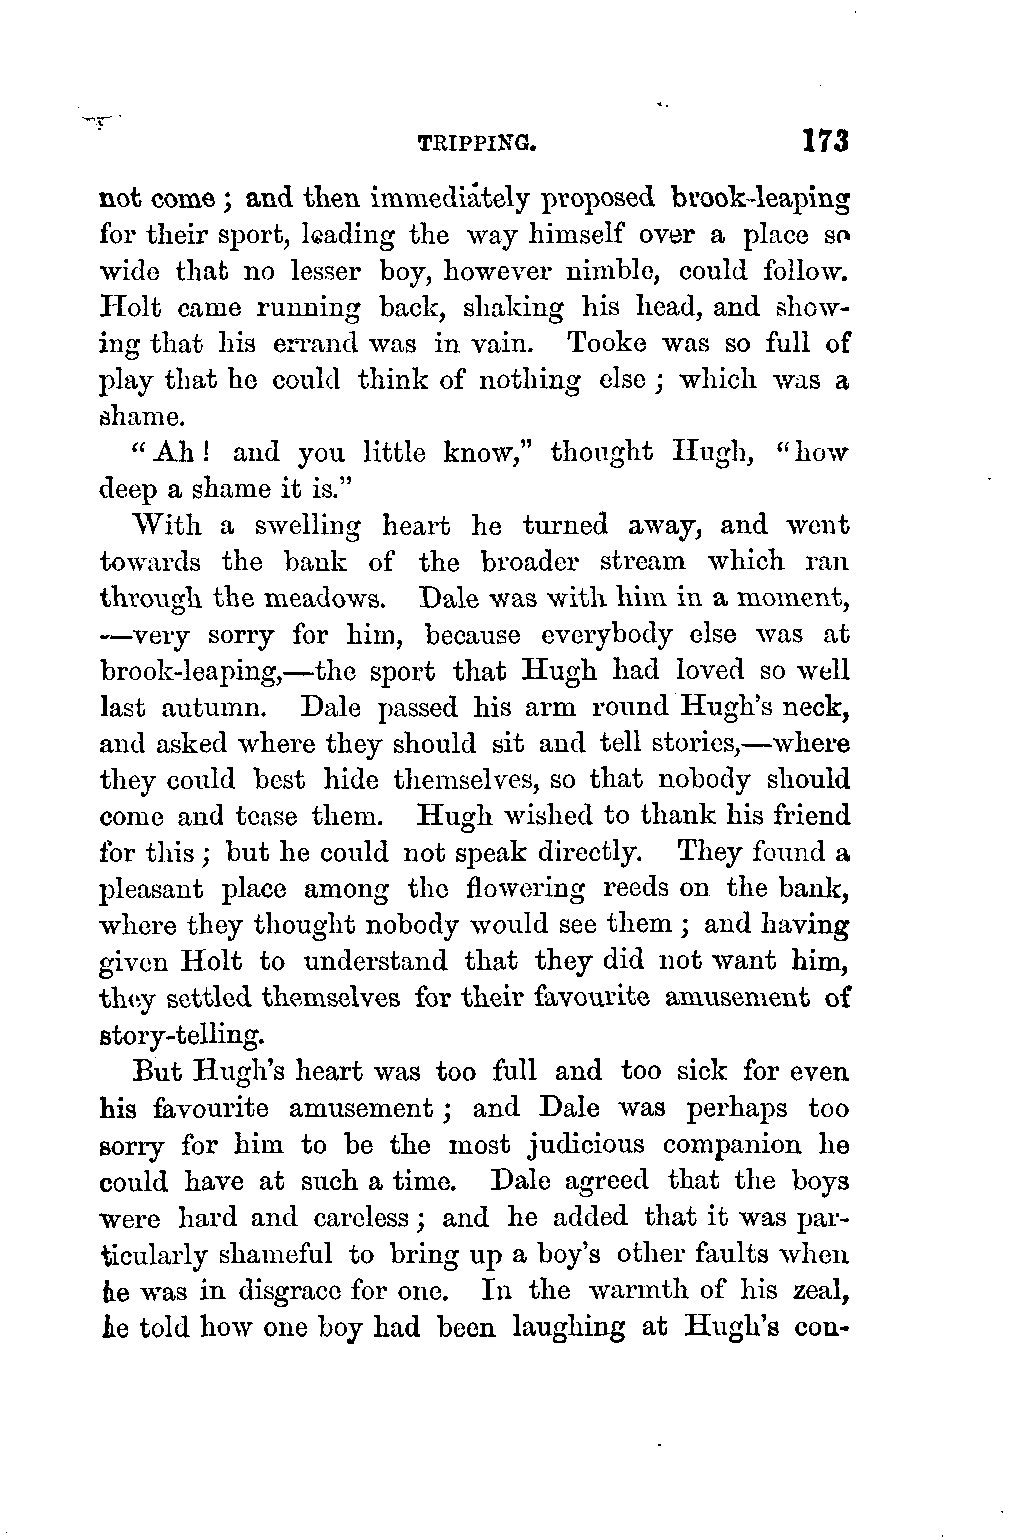 TRIPPING. 173
not come; and then immediately proposed brook-leaping
for their sport, leading the way himself over a place so
wide that no lesser boy, however nimble, could follow.
Holt came running back, shaking his head, and show-
ing that his errand was in vain. Tooke was so full of
play that he could think of nothing else; which was a
shame.
"Ah! and you little know," thought Hugh, "how
deep a shame it is."
With a swelling heart he turned away, and went
towards the bank of the broader stream which ran
through the meadows. Dale was with him in a moment,
—very sorry for him, because everybody else was at
brook-leaping,—the sport that Hugh had loved so well
last autumn. Dale passed his arm round Hugh's neck,
and asked where they should sit and tell stories,—where
they could best hide themselves, so that nobody should
come and tease them. Hugh wished to thank his friend
for this; but he could not speak directly. They found a
pleasant place among the flowering reeds on the bank,
where they thought nobody would see them; and having
given Holt to understand that they did not want him,
they settled themselves for their favourite amusement of
story-telling.
But Hugh's heart was too full and too sick for even
his favourite amusement; and Dale was perhaps too
sorry for him to be the most judicious companion he
could have at such a time. Dale agreed that the boys
were hard and careless; and he added that it was par-
ticularly shameful to bring up a boy's other faults when
he was in disgrace for one. In the warmth of his zeal,
he told how one boy had been laughing at Hugh's con-